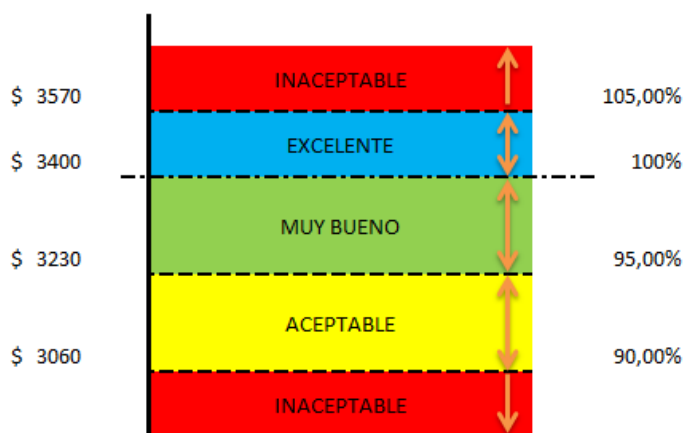 INACEPTABLE
$ 3570 105,00%
EXCELENTE
$ 3400 100%
MUY BUENO
$ 3230 95,00%
ACEPTABLE
$ 3060 90,00%
INACEPTABLE